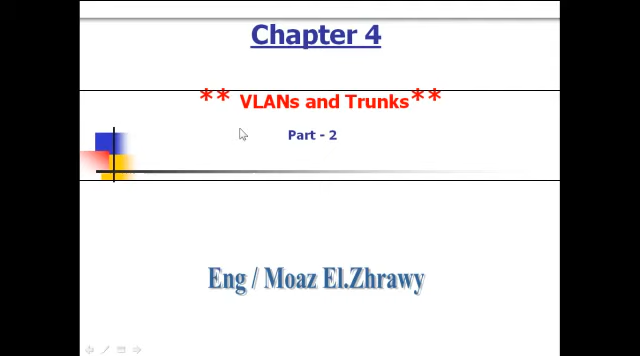 Chapter 4
** VLANs and Trunks**
Part - 2
Eng / Moaz El.Zhrawy